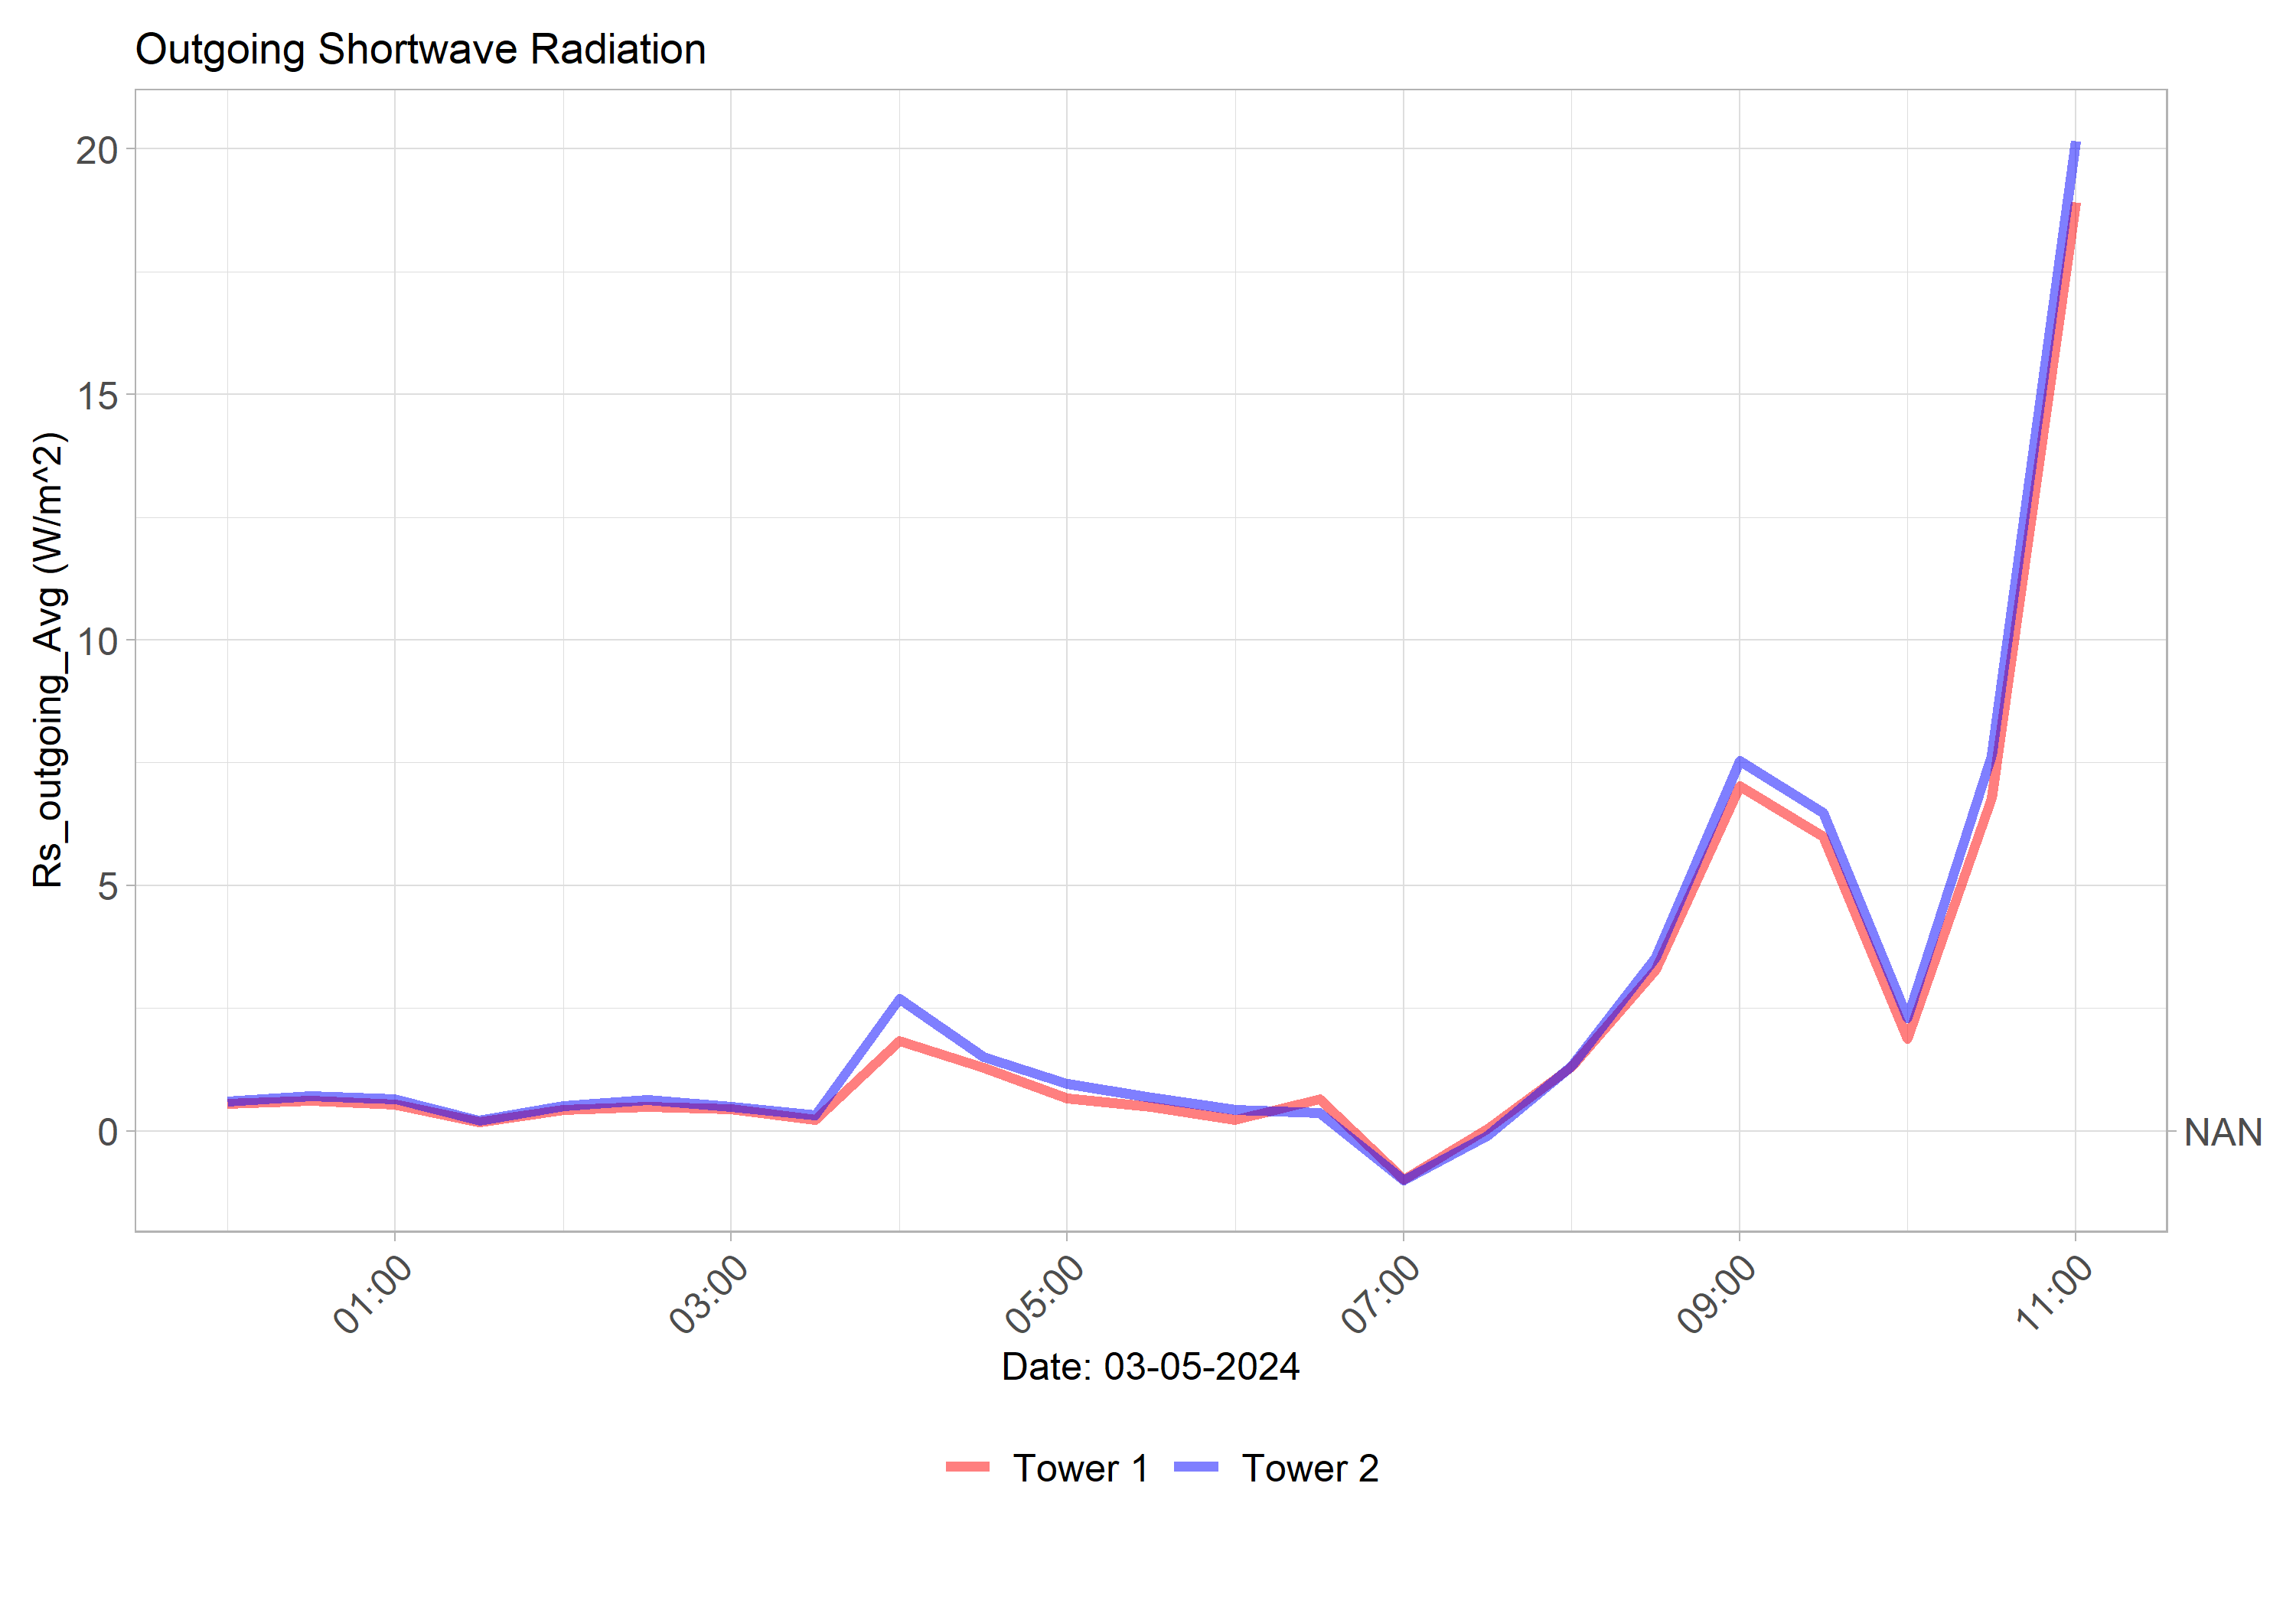 Outgoing Shortwave Radiation
Rs_outgoing_Avg (W/m^2)
20
15
10
5
0
NAN
01:00
03:00
05:00
07:00
09:00
11:00
Date: 03-05-2024
Tower 1
Tower 2